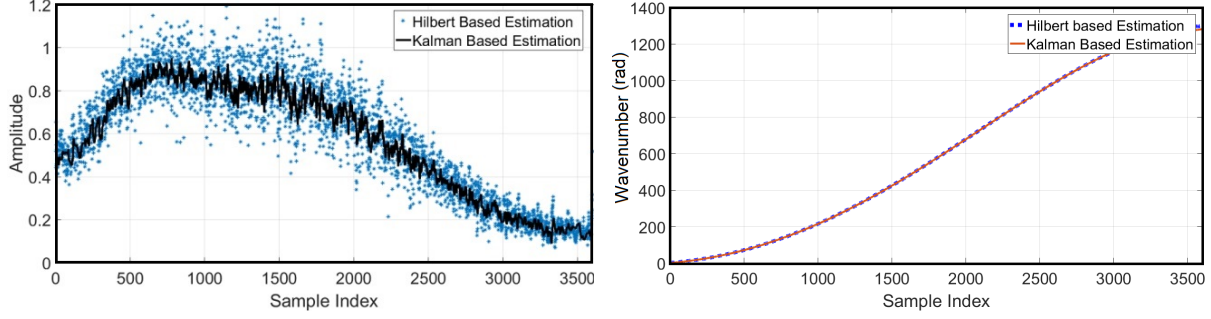 1.2
1
0.8
0.6
0.4
0.2
0
Amplitude
Hilbert Based Estimation
Kalman Based Estimation
0 500 1000 1500 2000 2500 3000 3500
Sample Index
1400
1200
1000
800
600
400
200
0
Wavenumber (rad)
Hilbert based Estimation
Kalman Based Estimation
0 500 1000 1500 2000 2500 3000 3500
Sample Index